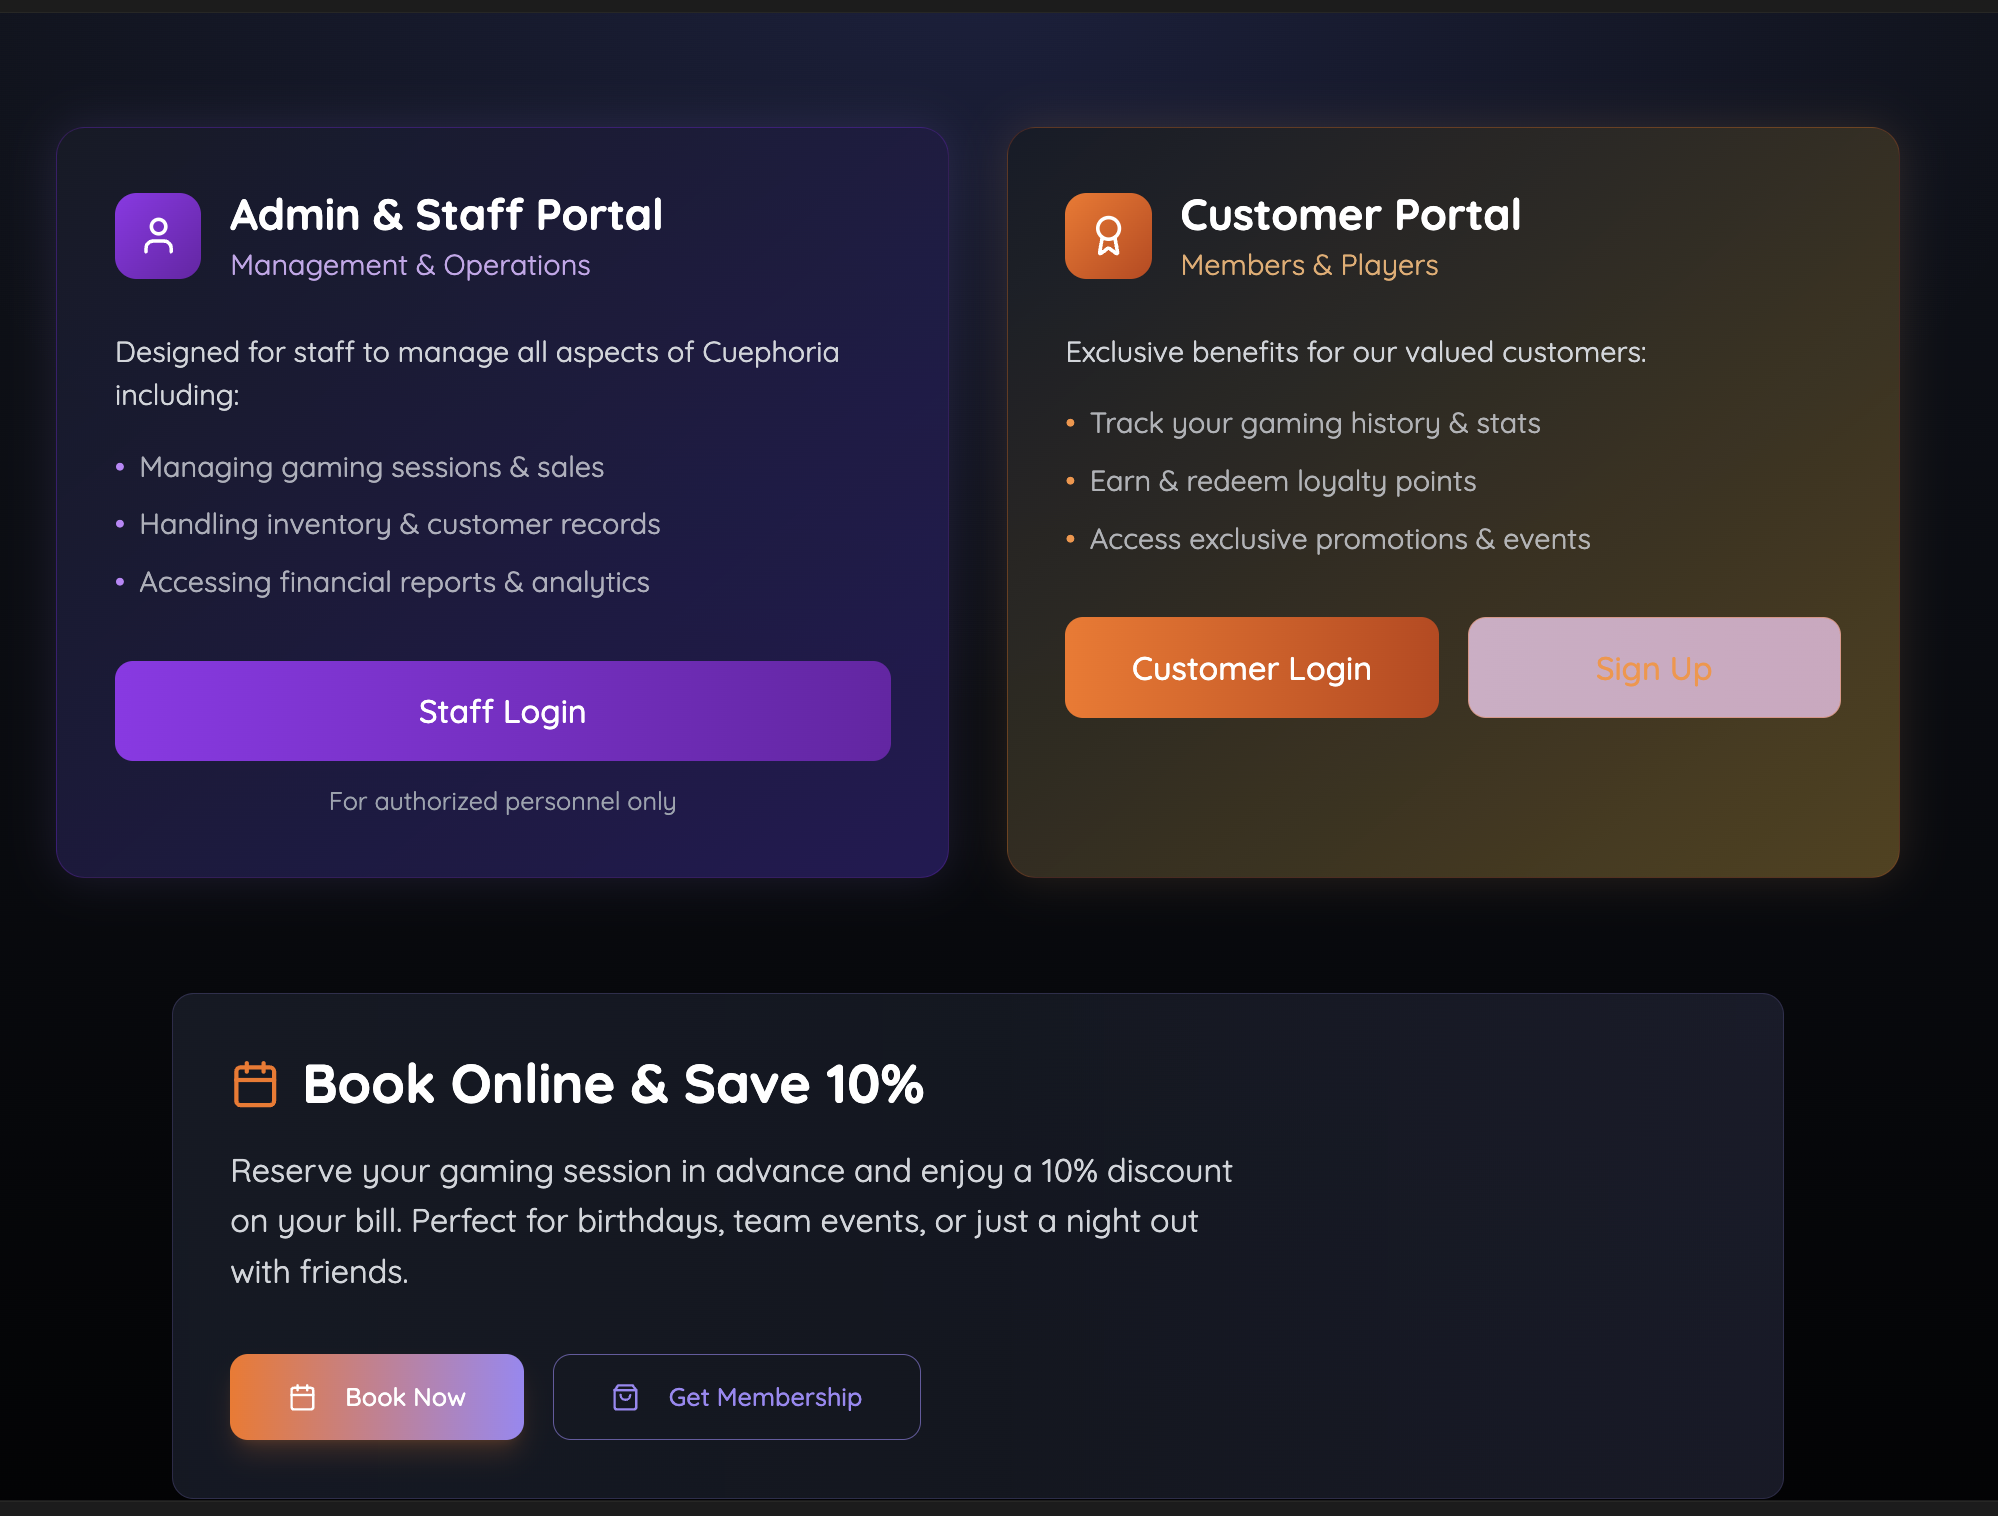 Admin & Staff Portal
Management & Operations
Designed for staff to manage all aspects of Cuephoria
including:
• Managing gaming sessions & sales
• Handling inventory & customer records
• Accessing financial reports & analytics
Staff Login
For authorized personnel only
Customer Portal
Members & Players
Exclusive benefits for our valued customers:
• Track your gaming history & stats
• Earn & redeem loyalty points
• Access exclusive promotions & events
Customer Login
Sign Up
Book Online & Save 10%
Reserve your gaming session in advance and enjoy a 10% discount
on your bill. Perfect for birthdays, team events, or just a night out
with friends.
Book Now
Get Membership